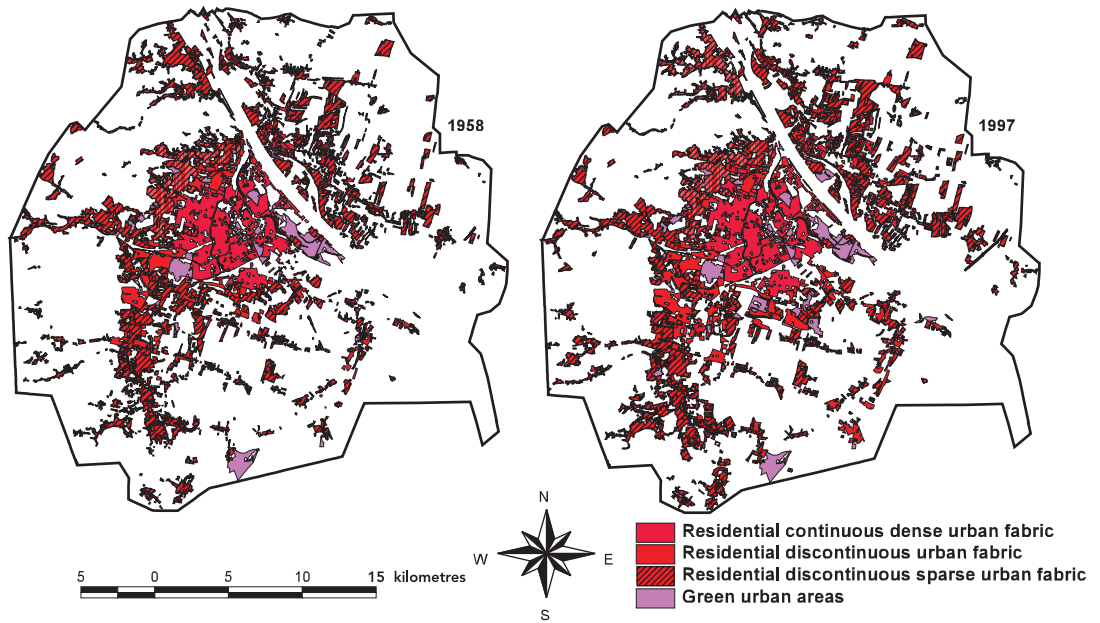 1958
1997
N
W E
S
5 0 5 10 15 kilometres
Residential continuous dense urban fabric
Residential discontinuous urban fabric
Residential discontinuous sparse urban fabric
Green urban areas